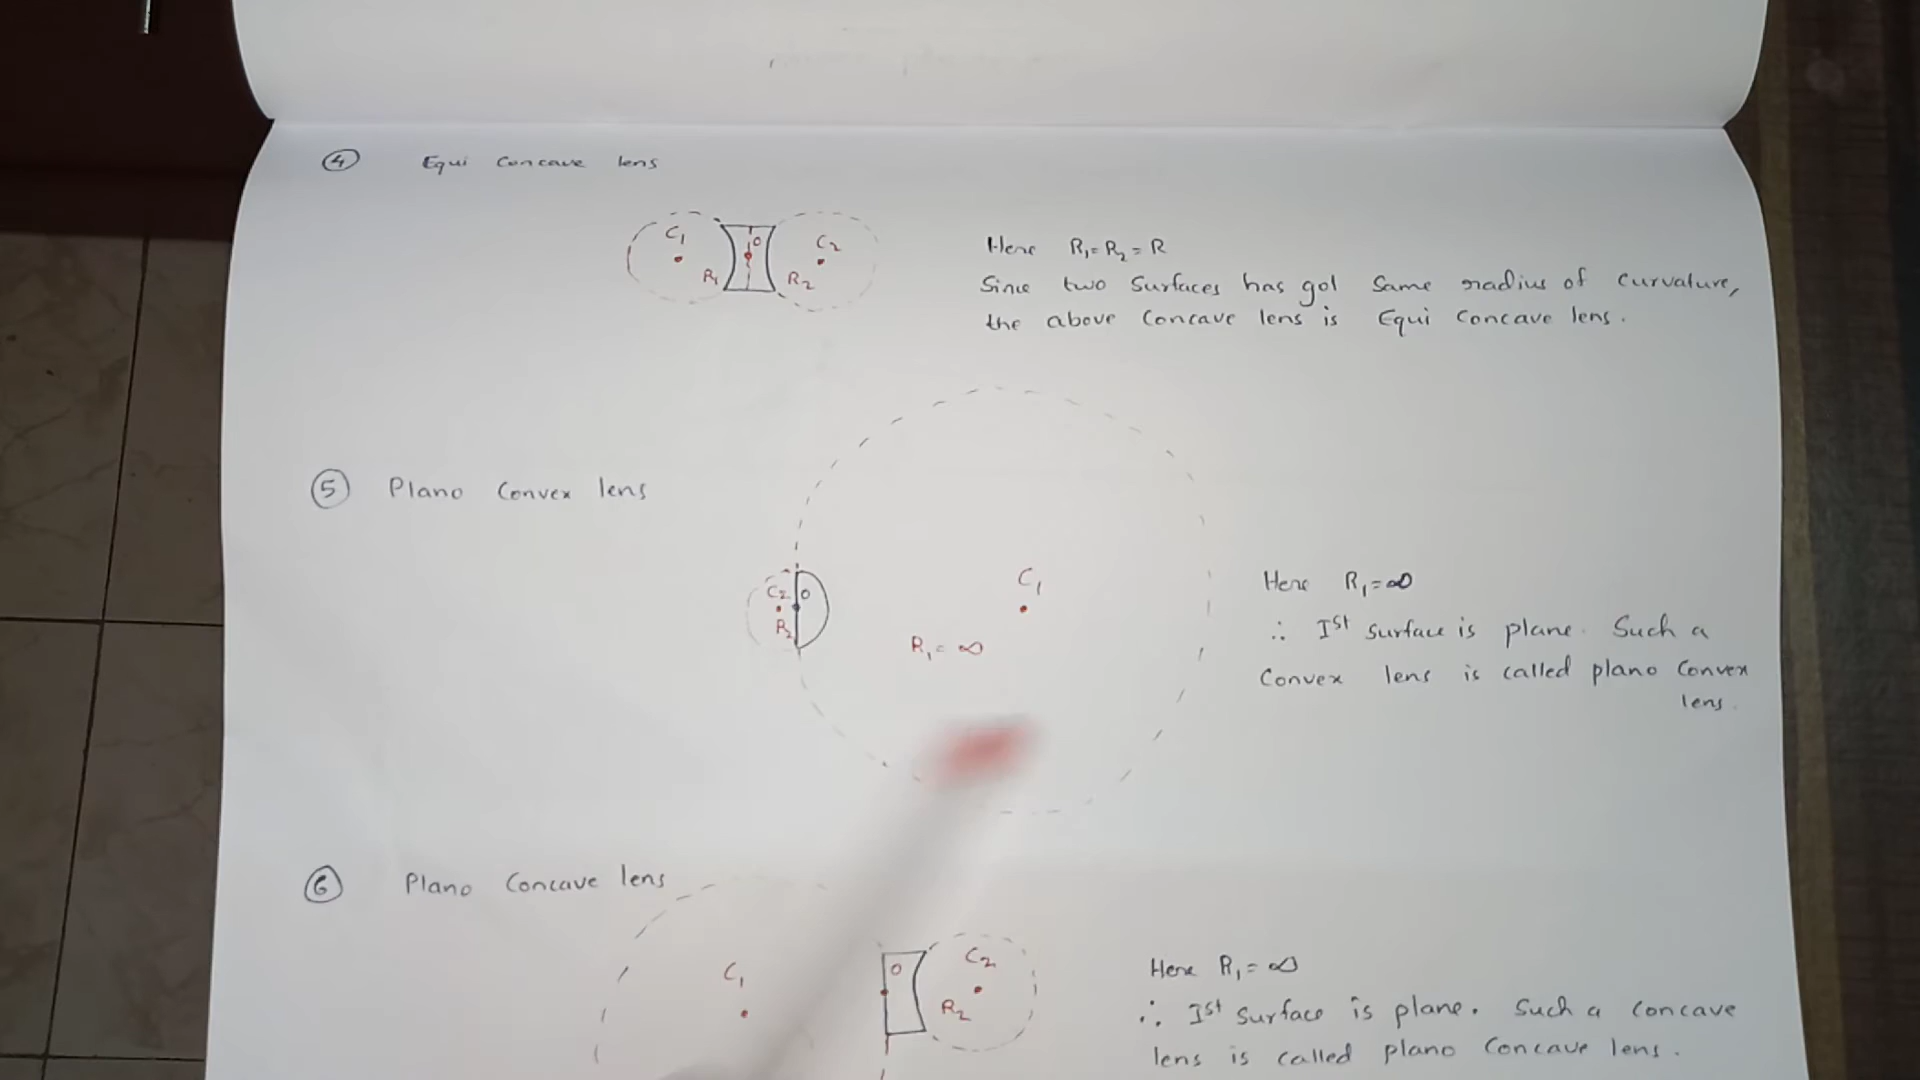 ④ Equi Concave lens
C₁ O C₂
R₁ R₂
Here R₁=R₂=R
Since two surfaces has got same radius of curvature,
the above concave lens is Equi Concave lens.
⑤ Plano Convex lens
C₂ O
R₂
C₁
R₁=∞
Here R₁=∞
∴ Iˢᵗ surface is plane. Such a
Convex lens is called plano Convex
lens.
⑥ Plano Concave lens
C₁ O C₂
R₂
Here R₁=∞
∴ Iˢᵗ surface is plane. Such a concave
lens is called plano Concave lens.